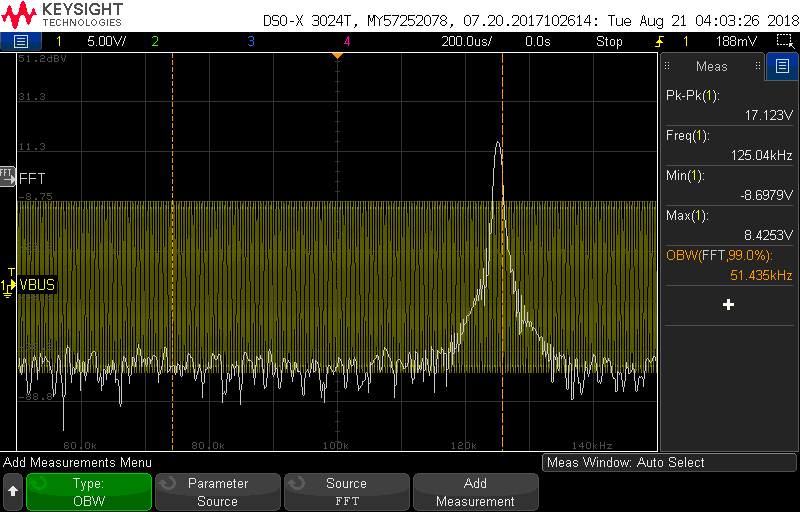 KEYSIGHT
TECHNOLOGIES
DSO-X 3024T, MY57252078, 07.20.2017102614: Tue Aug 21 04:03:26 2018
1 5.00V/ 2 3 4 200.0us/ 0.0s Stop 1 188mV
51.2dBV
31.3
11.3
FFT
FFT
-8.75
T
1
VBUS
-88.8
60.0k 80.0k 100k 120k 140kHz
Meas
Pk-Pk(1):
17.123V
Freq(1):
125.04kHz
Min(1):
-8.6979V
Max(1):
8.4253V
OBW(FFT,99.0%):
51.435kHz
+
Add Measurements Menu
Meas Window: Auto Select
Type:
OBW
Parameter
Source
Source
FFT
Add
Measurement